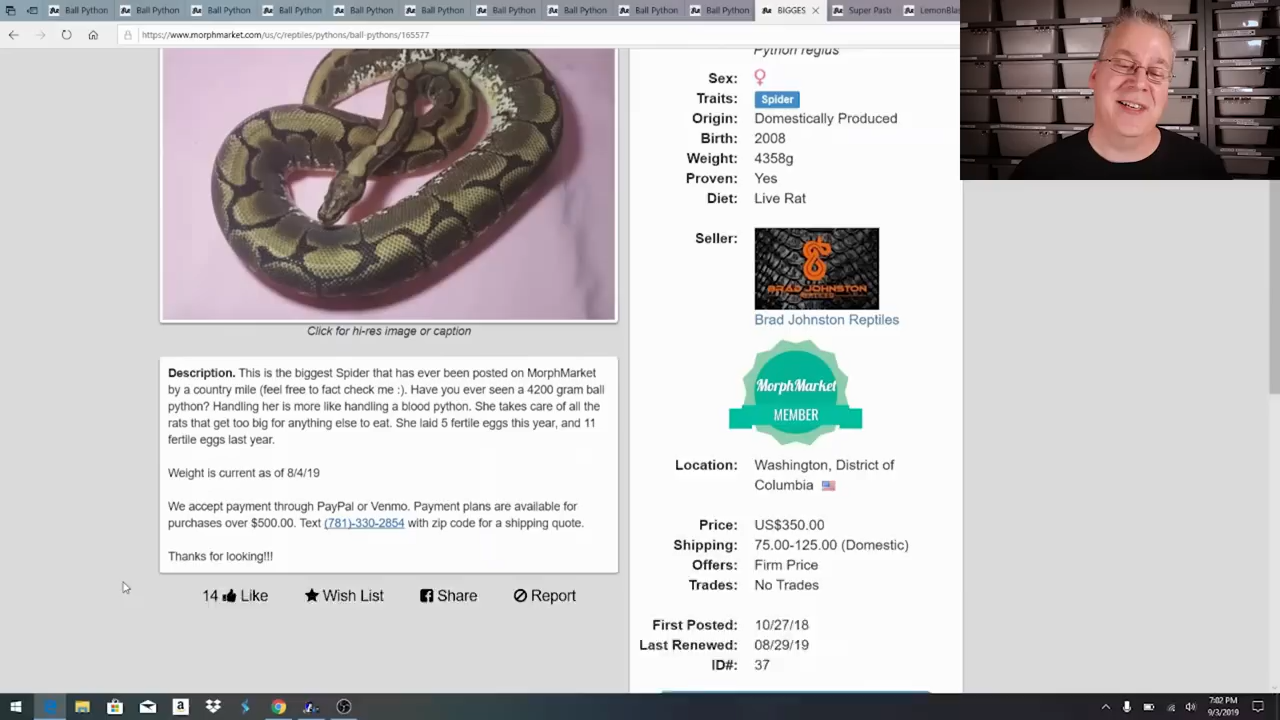 Ball Python
Ball Python
Ball Python
Ball Python
Ball Python
Ball Python
Ball Python
Ball Python
Ball Python
Ball Python
BIGGES
Super Past
LemonBlas
https://www.morphmarket.com/us/c/reptiles/pythons/ball-pythons/165577
Python regius
Sex: ♀
Traits: Spider
Origin: Domestically Produced
Birth: 2008
Weight: 4358g
Proven: Yes
Diet: Live Rat
Seller:
BRAD JOHNSTON
REPTILES
Brad Johnston Reptiles
MorphMarket
MEMBER
Location: Washington, District of
Columbia
Price: US$350.00
Shipping: 75.00-125.00 (Domestic)
Offers: Firm Price
Trades: No Trades
First Posted: 10/27/18
Last Renewed: 08/29/19
ID#: 37
Click for hi-res image or caption
Description. This is the biggest Spider that has ever been posted on MorphMarket
by a country mile (feel free to fact check me :). Have you ever seen a 4200 gram ball
python? Handling her is more like handling a blood python. She takes care of all the
rats that get too big for anything else to eat. She laid 5 fertile eggs this year, and 11
fertile eggs last year.
Weight is current as of 8/4/19
We accept payment through PayPal or Venmo. Payment plans are available for
purchases over $500.00. Text (781)-330-2854 with zip code for a shipping quote.
Thanks for looking!!!
14 Like Wish List Share Report
7:02 PM
9/3/2019